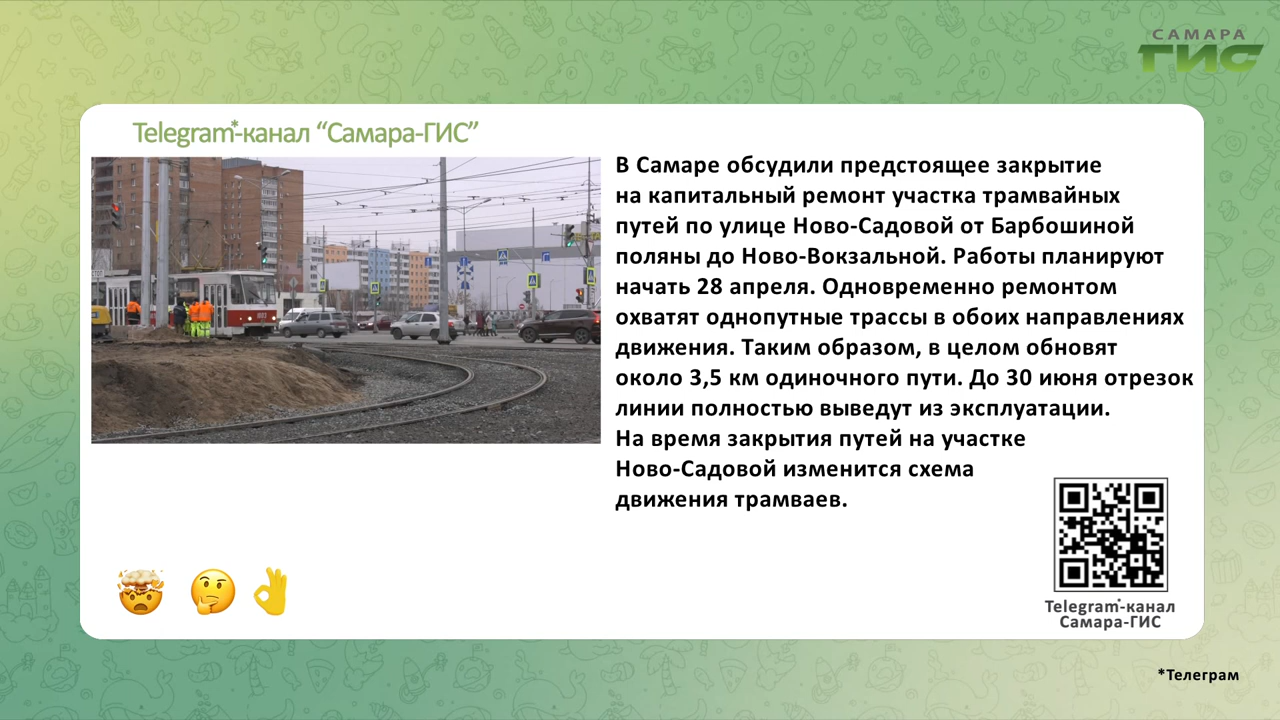 САМАРА
ГИС
Telegram*-канал “Самара-ГИС”
В Самаре обсудили предстоящее закрытие
на капитальный ремонт участка трамвайных
путей по улице Ново-Садовой от Барбошиной
поляны до Ново-Вокзальной. Работы планируют
начать 28 апреля. Одновременно ремонтом
охватят однопутные трассы в обоих направлениях
движения. Таким образом, в целом обновят
около 3,5 км одиночного пути. До 30 июня отрезок
линии полностью выведут из эксплуатации.
На время закрытия путей на участке
Ново-Садовой изменится схема
движения трамваев.
Telegram*-канал
Самара-ГИС
*Телеграм